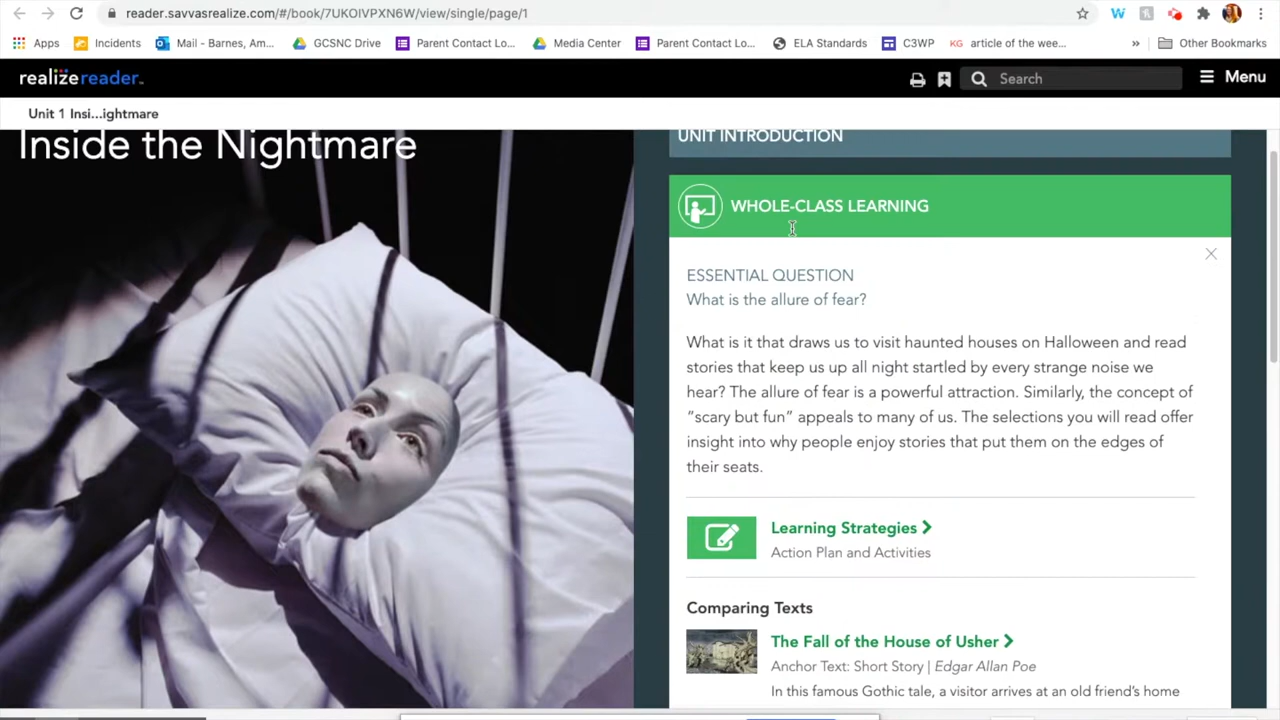 reader.savvasrealize.com/#/book/7UKOIVPXN6W/view/single/page/1
Apps Incidents Mail - Barnes, Am... GCSNC Drive Parent Contact Lo... Media Center Parent Contact Lo... ELA Standards C3WP KG article of the wee... » Other Bookmarks
realizereader™ Search Menu
Unit 1 Insi...ightmare
Inside the Nightmare
UNIT INTRODUCTION
WHOLE-CLASS LEARNING
ESSENTIAL QUESTION
What is the allure of fear?
What is it that draws us to visit haunted houses on Halloween and read
stories that keep us up all night startled by every strange noise we
hear? The allure of fear is a powerful attraction. Similarly, the concept of
“scary but fun” appeals to many of us. The selections you will read offer
insight into why people enjoy stories that put them on the edges of
their seats.
Learning Strategies
Action Plan and Activities
Comparing Texts
The Fall of the House of Usher
Anchor Text: Short Story | Edgar Allan Poe
In this famous Gothic tale, a visitor arrives at an old friend’s home